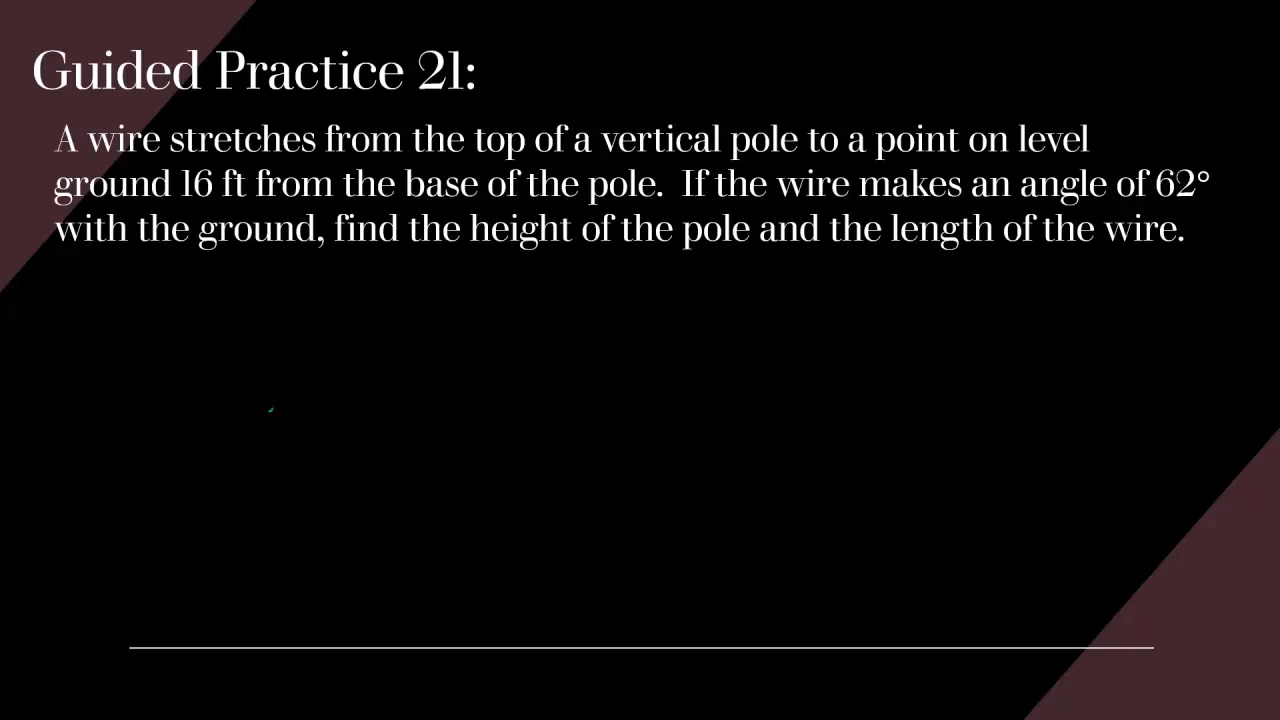 Guided Practice 21:
A wire stretches from the top of a vertical pole to a point on level
ground 16 ft from the base of the pole.  If the wire makes an angle of 62°
with the ground, find the height of the pole and the length of the wire.